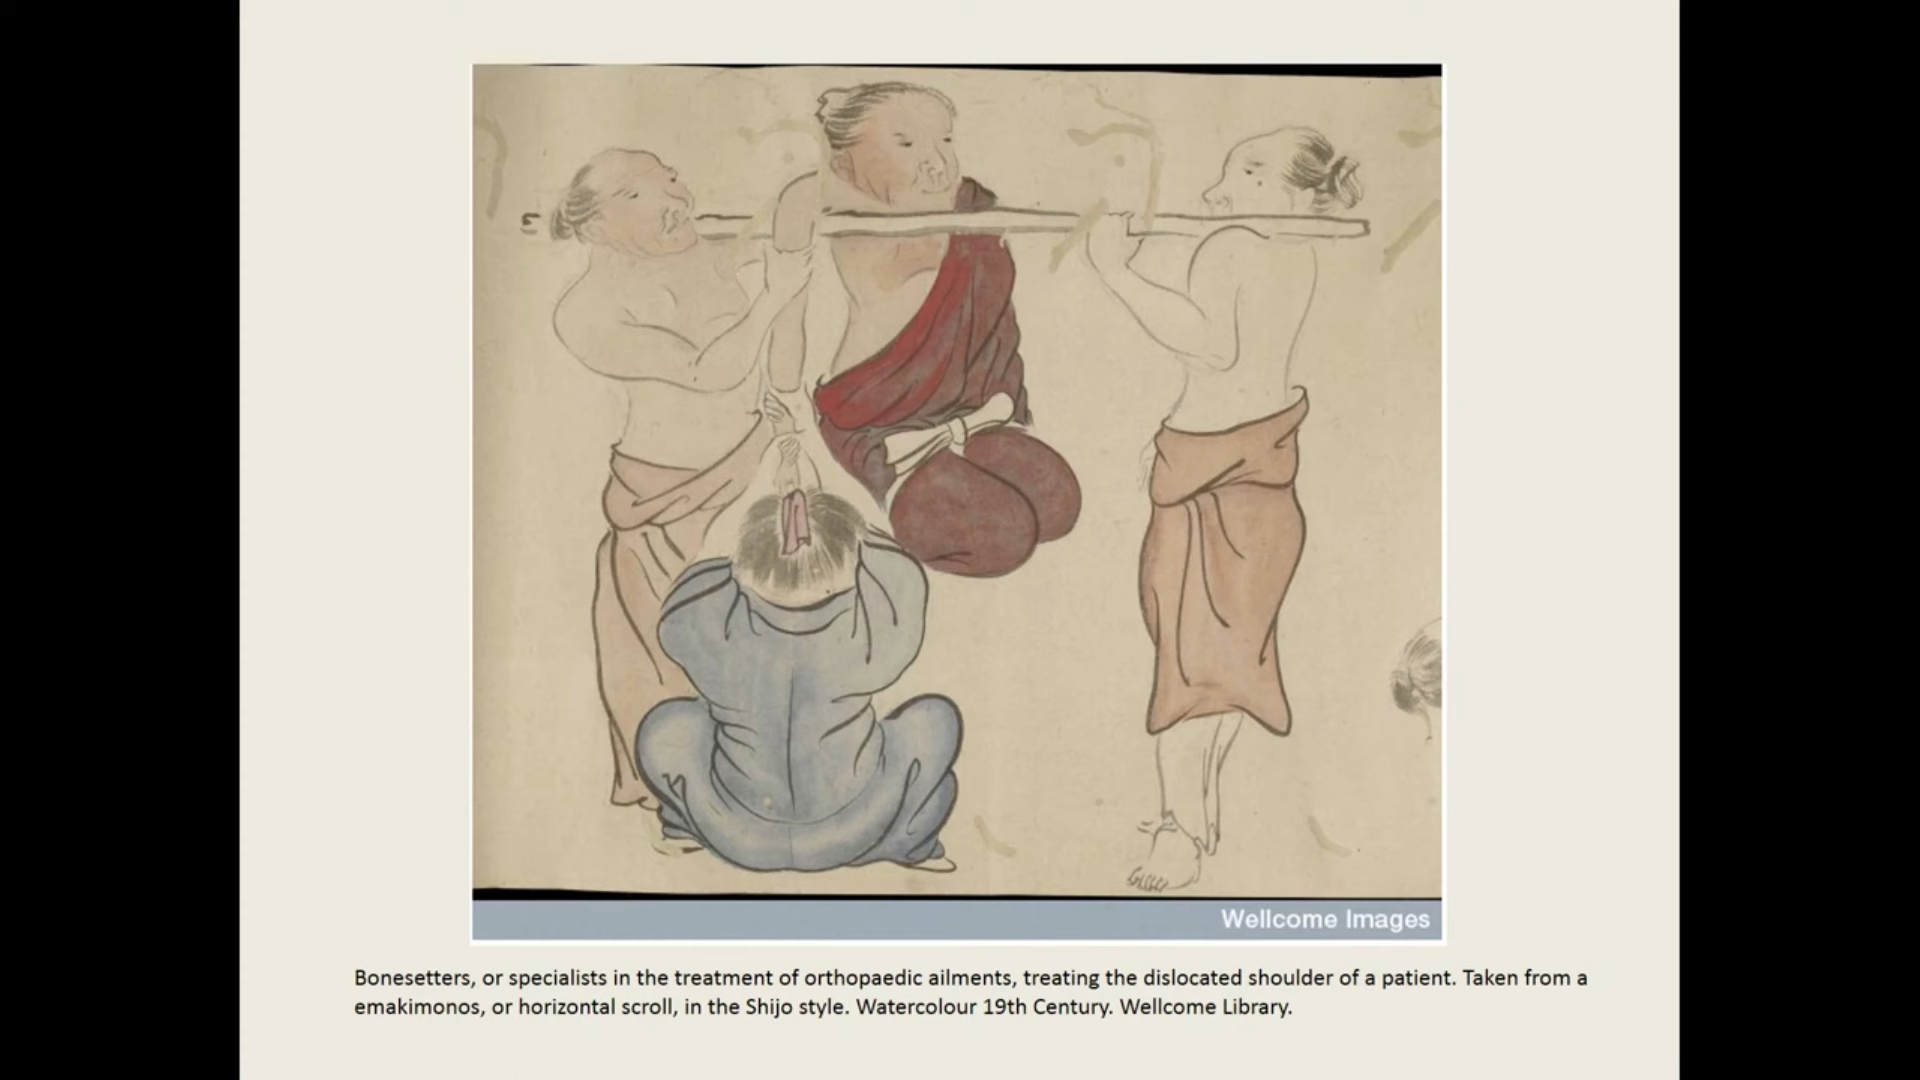 Wellcome Images
Bonesetters, or specialists in the treatment of orthopaedic ailments, treating the dislocated shoulder of a patient. Taken from a
emakimonos, or horizontal scroll, in the Shijo style. Watercolour 19th Century. Wellcome Library.